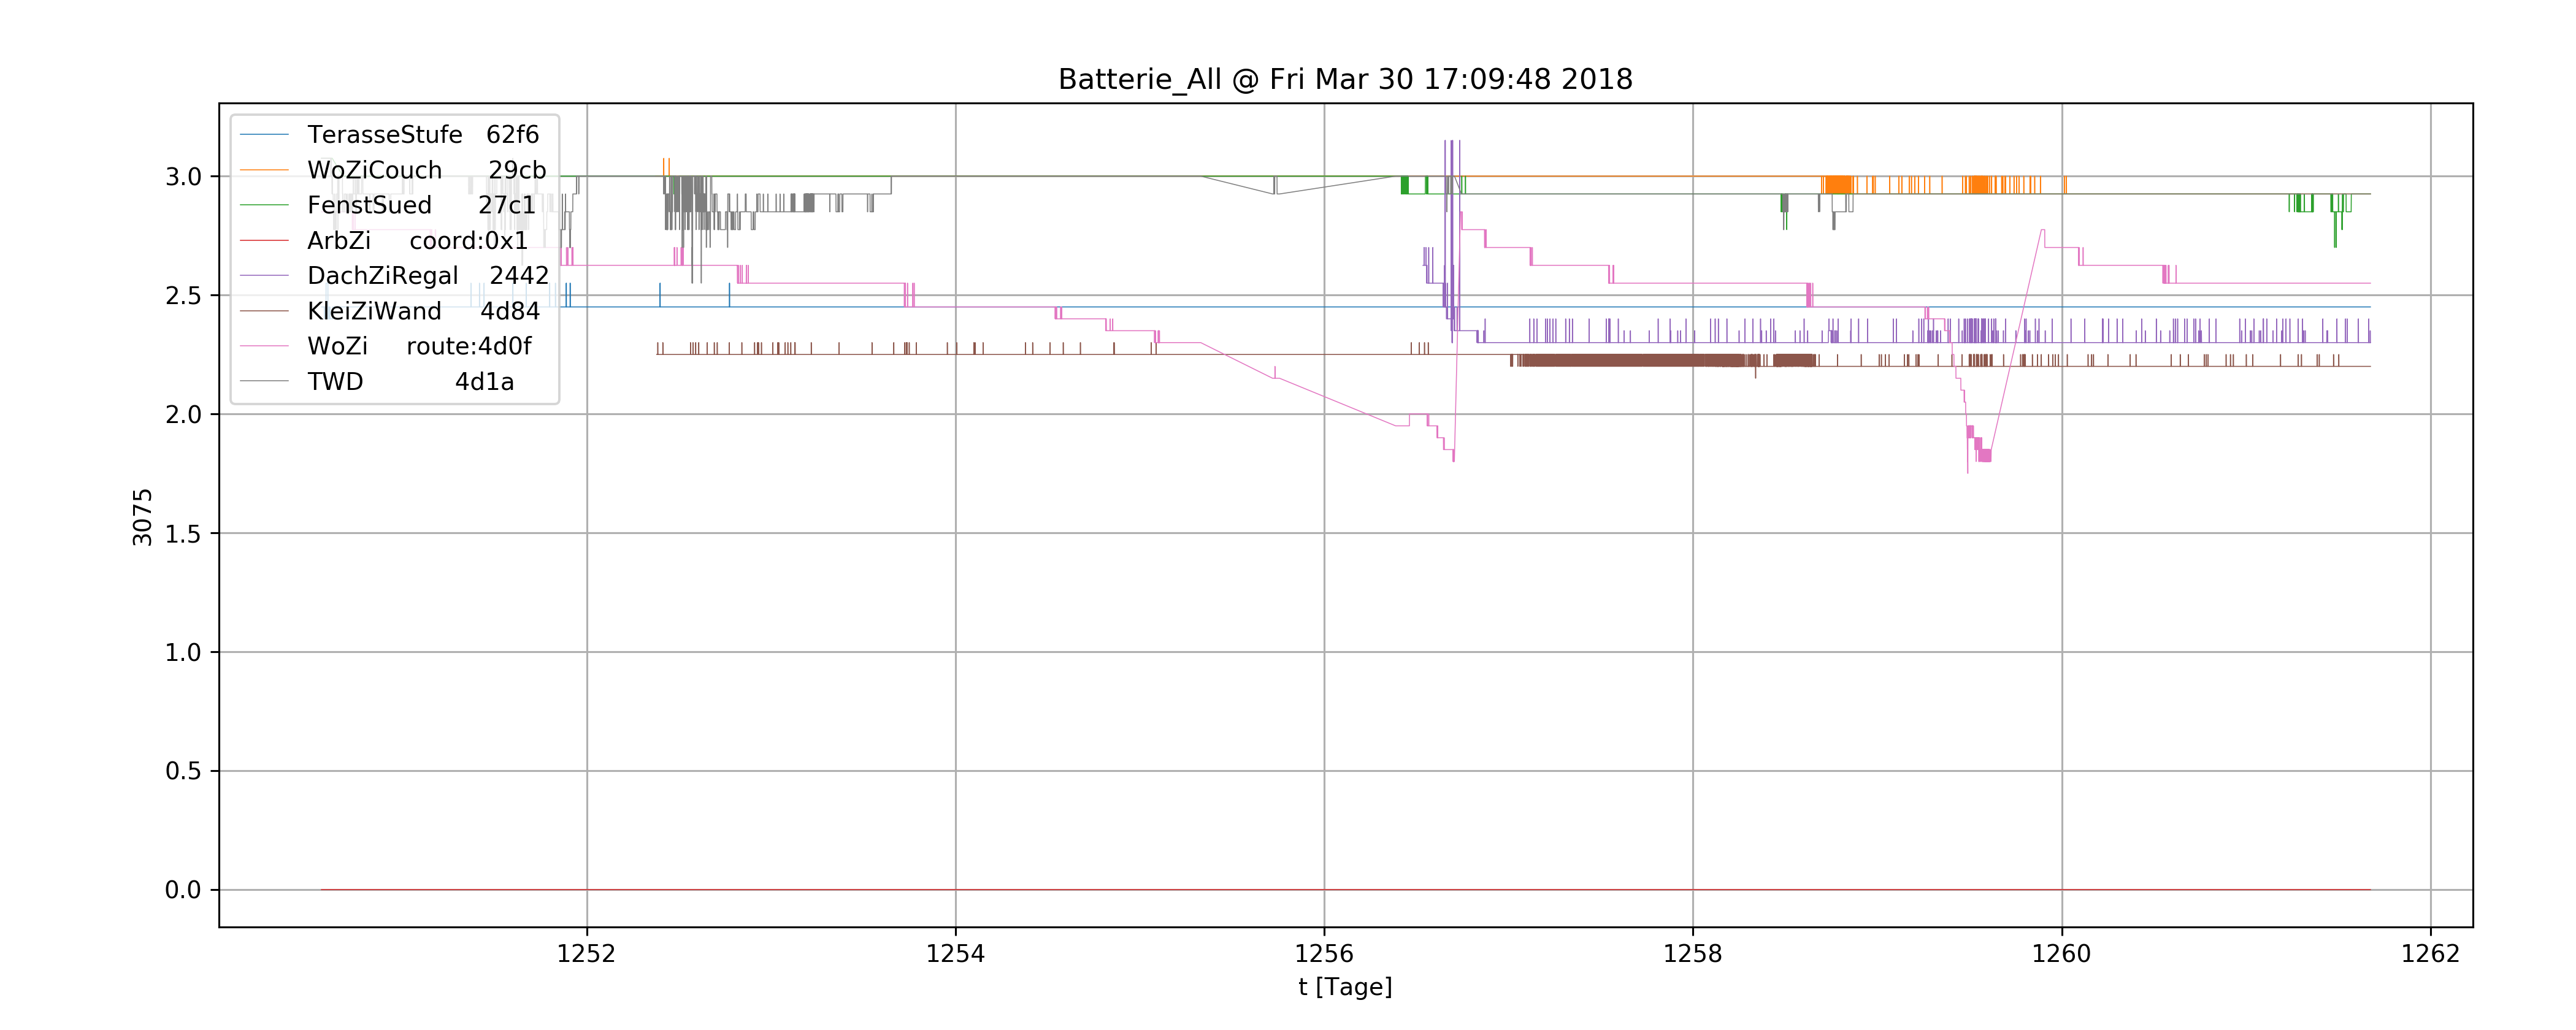 Batterie_All @ Fri Mar 30 17:09:48 2018
TerasseStufe 62f6
WoZiCouch 29cb
FenstSued 27c1
ArbZi coord:0x1
DachZiRegal 2442
KleiZiWand 4d84
WoZi route:4d0f
TWD 4d1a
3.0
2.5
2.0
1.5
1.0
0.5
0.0
3075
1252 1254 1256 1258 1260 1262
t [Tage]